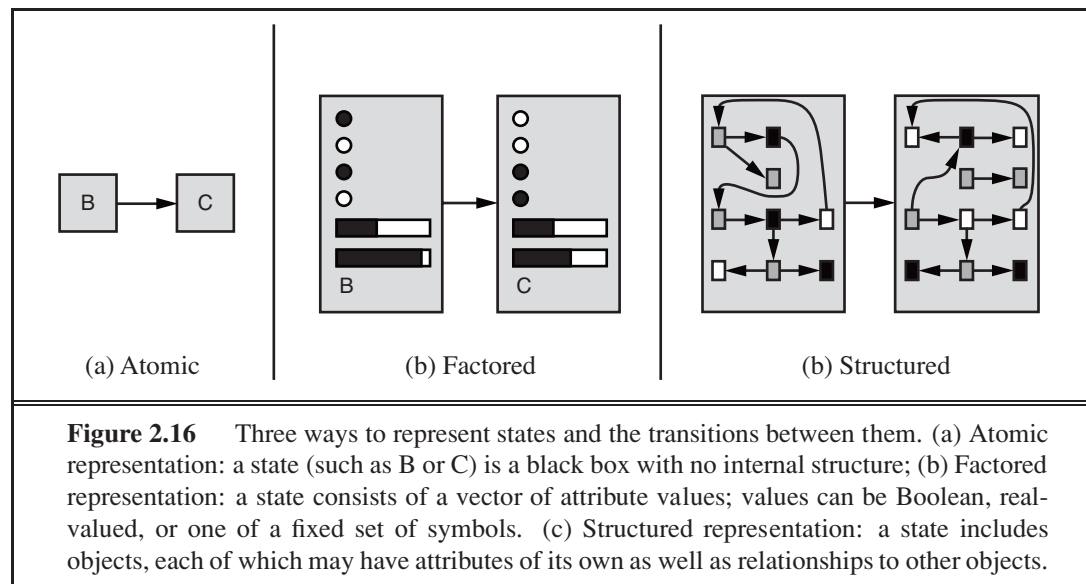 B
C
B
C
(a) Atomic
(b) Factored
(b) Structured
Figure 2.16 Three ways to represent states and the transitions between them. (a) Atomic
representation: a state (such as B or C) is a black box with no internal structure; (b) Factored
representation: a state consists of a vector of attribute values; values can be Boolean, real-
valued, or one of a fixed set of symbols. (c) Structured representation: a state includes
objects, each of which may have attributes of its own as well as relationships to other objects.